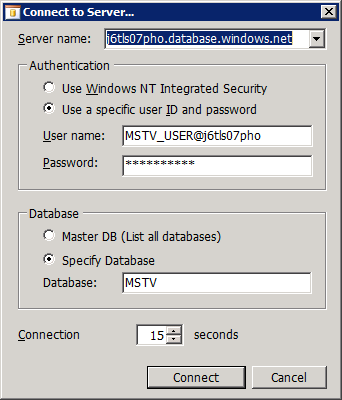 Connect to Server...
Server name: j6tls07pho.database.windows.net
Authentication
Use Windows NT Integrated Security
Use a specific user ID and password
User name: MSTV_USER@j6tls07pho
Password: **********
Database
Master DB (List all databases)
Specify Database
Database: MSTV
Connection 15 seconds
Connect Cancel